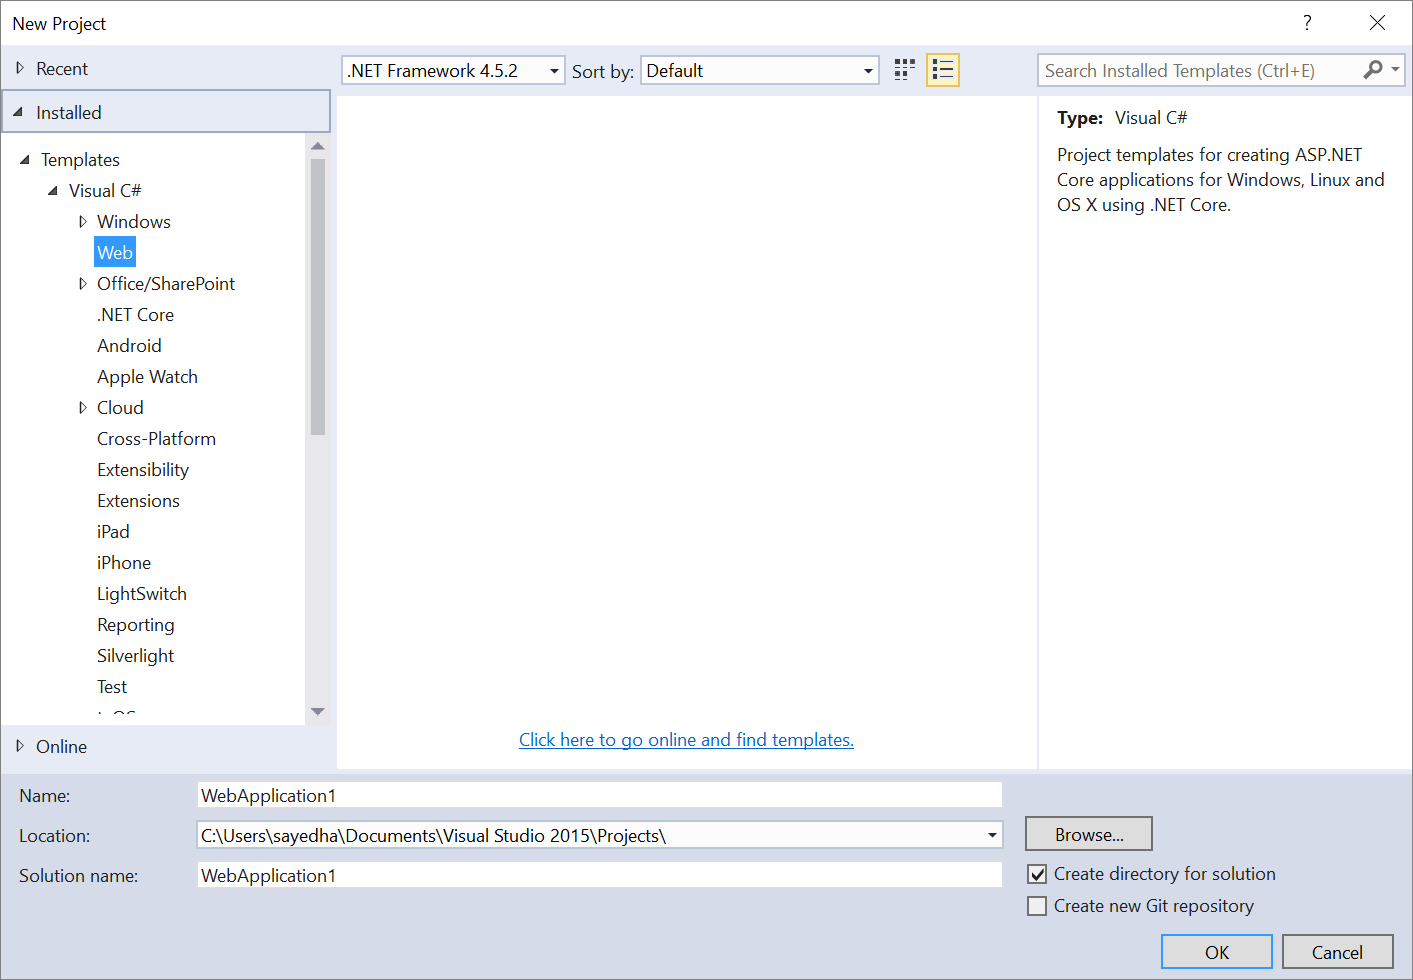 New Project
?
Recent
.NET Framework 4.5.2
Sort by:
Default
Search Installed Templates (Ctrl+E)
Installed
Templates
Visual C#
Windows
Web
Office/SharePoint
.NET Core
Android
Apple Watch
Cloud
Cross-Platform
Extensibility
Extensions
iPad
iPhone
LightSwitch
Reporting
Silverlight
Test
Online
Click here to go online and find templates.
Type: Visual C#
Project templates for creating ASP.NET
Core applications for Windows, Linux and
OS X using .NET Core.
Name:
WebApplication1
Location:
C:\Users\sayedha\Documents\Visual Studio 2015\Projects\
Browse...
Solution name:
WebApplication1
Create directory for solution
Create new Git repository
OK
Cancel